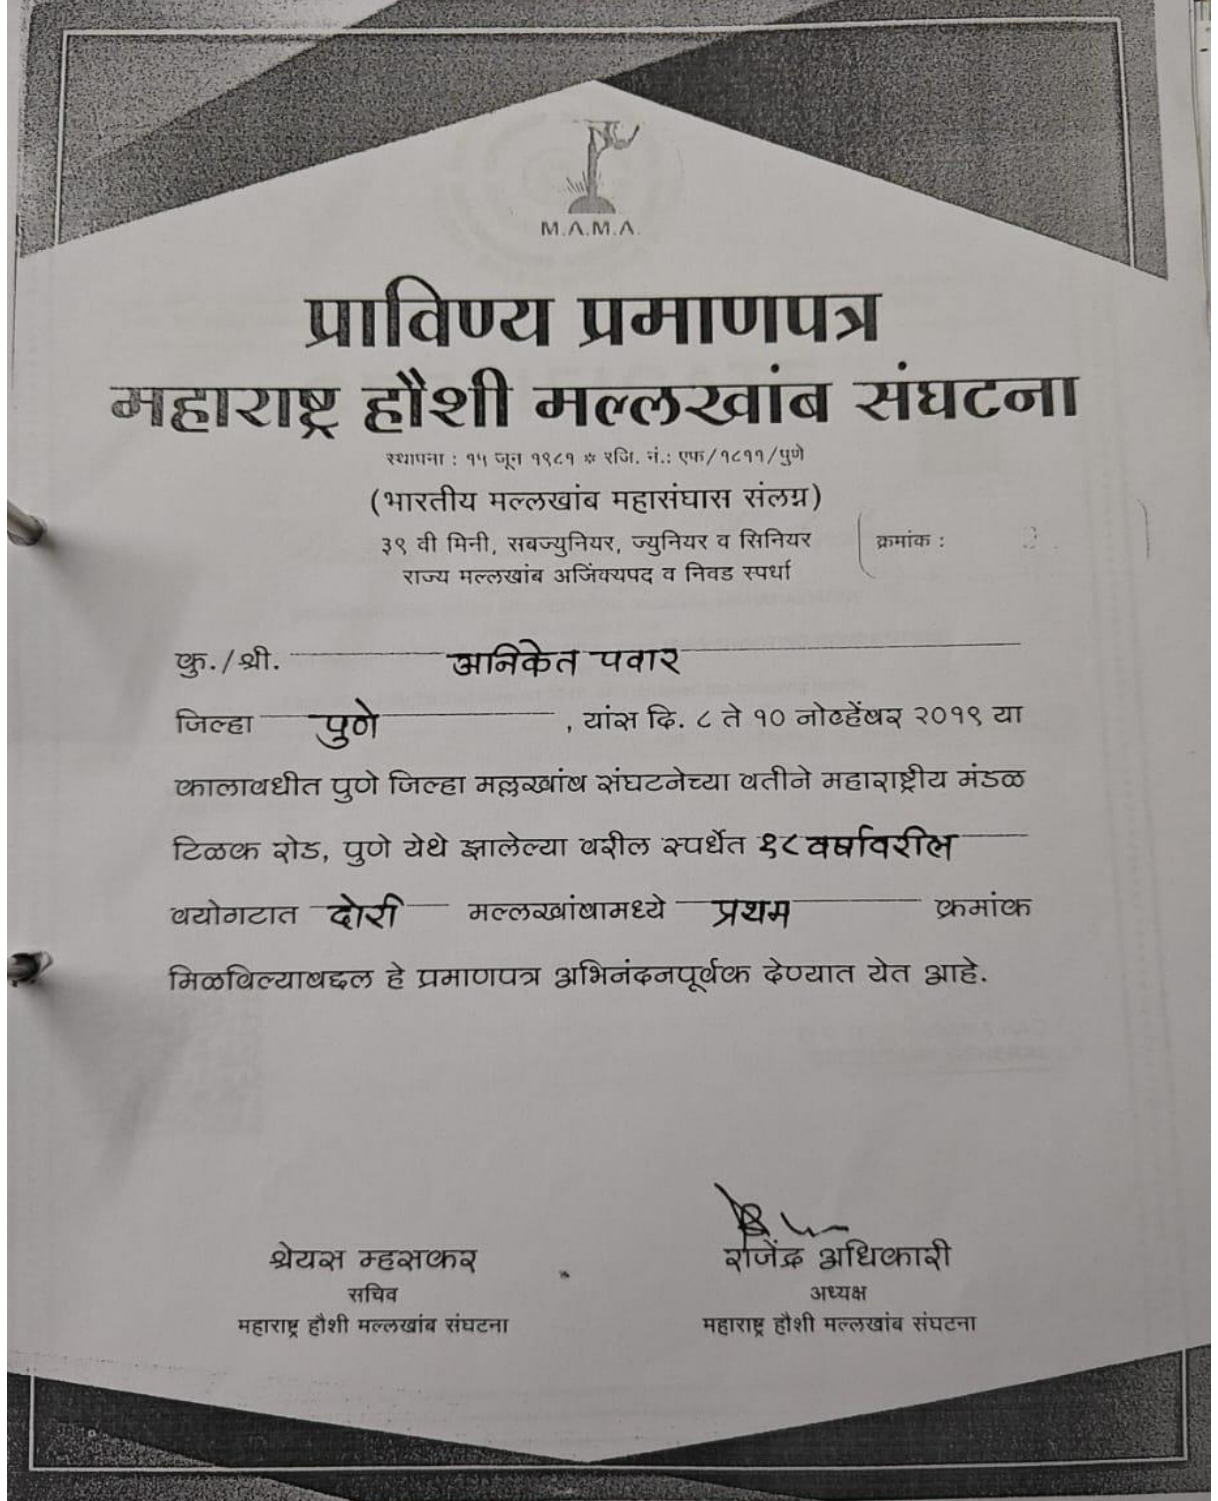 M.A.M.A.
प्राविण्य प्रमाणपत्र
महाराष्ट्र हौशी मल्लखांब संघटना
स्थापना : १५ जून १९८१ ❊ रजि. नं.: एफ/१८११/पुणे
(भारतीय मल्लखांब महासंघास संलग्न)
३९ वी मिनी, सबज्युनियर, ज्युनियर व सिनियर
राज्य मल्लखांब अजिंक्यपद व निवड स्पर्धा
क्रमांक :
कु./श्री. अनिकेत पवार
जिल्हा पुणे , यांस दि. ८ ते १० नोव्हेंबर २०१९ या
कालावधीत पुणे जिल्हा मल्लखांब संघटनेच्या वतीने महाराष्ट्रीय मंडळ
टिळक रोड, पुणे येथे झालेल्या वरील स्पर्धेत १८ वर्षावरील
वयोगटात दोरी मल्लखांबामध्ये प्रथम क्रमांक
मिळविल्याबद्दल हे प्रमाणपत्र अभिनंदनपूर्वक देण्यात येत आहे.
श्रेयस म्हसकर
सचिव
महाराष्ट्र हौशी मल्लखांब संघटना
राजेंद्र अधिकारी
अध्यक्ष
महाराष्ट्र हौशी मल्लखांब संघटना